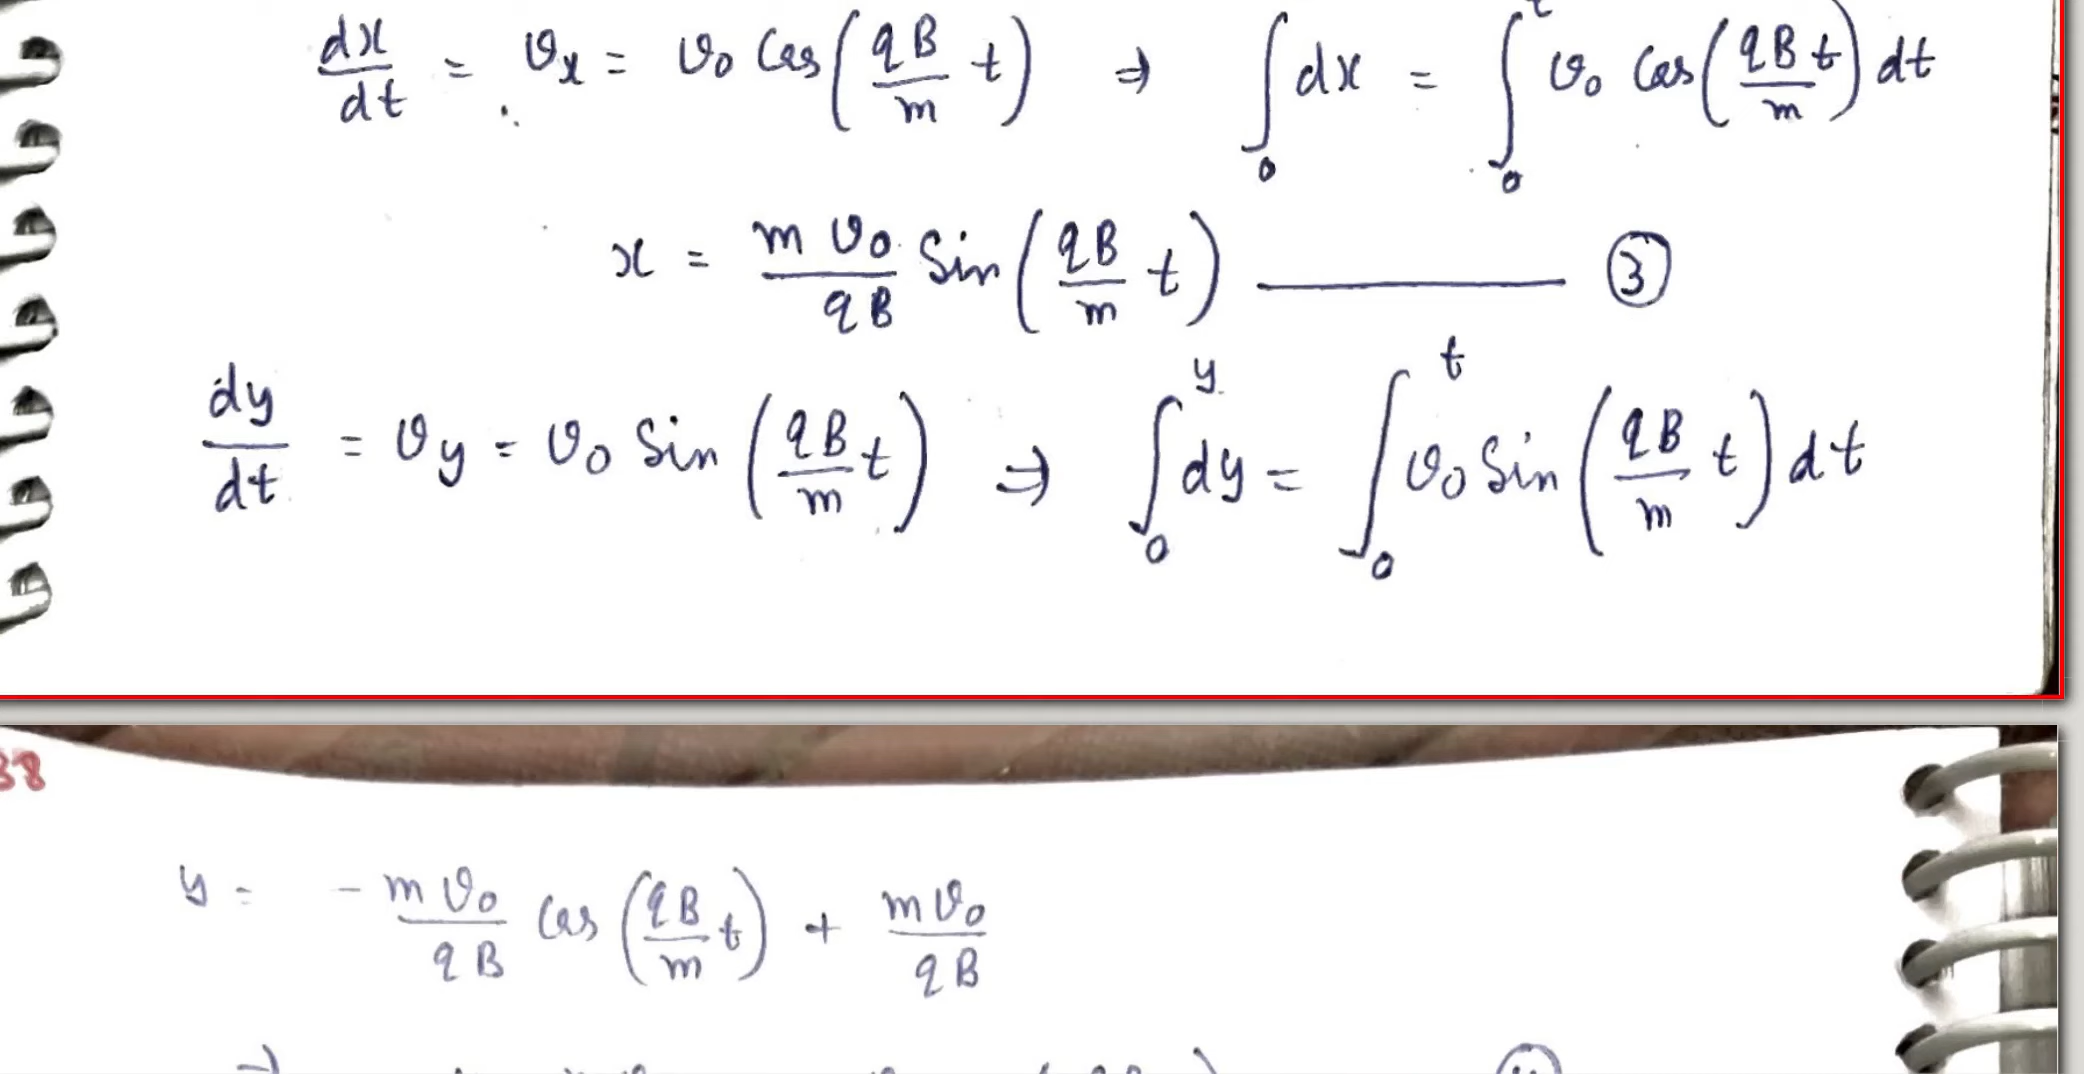 dx/dt = v_x = v_0 Cos(qB/m t) ⇒ ∫_0 dx = ∫_0^t v_0 Cos(qB/m t) dt
x = m v_0/qB Sin(qB/m t) ——— ③
dy/dt = v_y = v_0 Sin(qB/m t) ⇒ ∫_0^y dy = ∫_0^t v_0 Sin(qB/m t) dt
38
y = - m v_0/qB Cos(qB/m t) + m v_0/qB